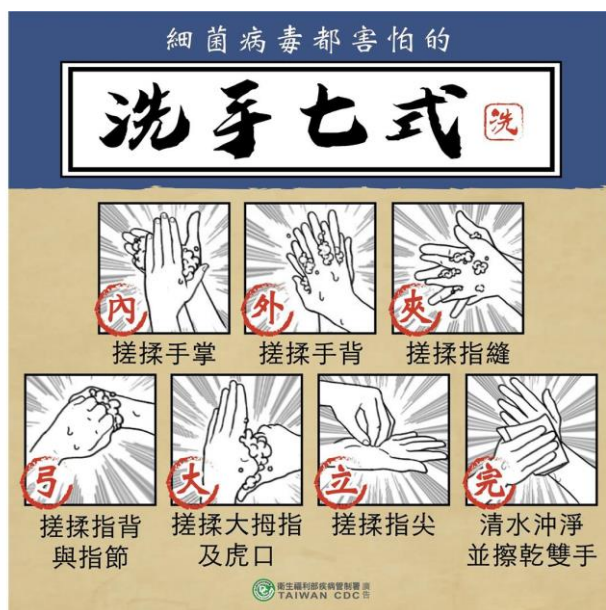 細菌病毒都害怕的
洗手七式 洗
內
搓揉手掌
外
搓揉手背
夾
搓揉指縫
弓
搓揉指背
與指節
大
搓揉大拇指
及虎口
立
搓揉指尖
完
清水沖淨
並擦乾雙手
衛生福利部疾病管制署 廣告
TAIWAN CDC